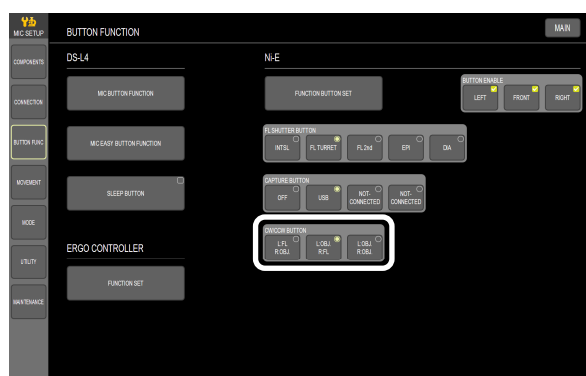 MIC SETUP
BUTTON FUNCTION
MAIN
COMPONENTS
CONNECTION
BUTTON FUNC
MOVEMENT
MODE
UTILITY
MAINTENANCE
DS-L4
MIC BUTTON FUNCTION
MIC EASY BUTTON FUNCTION
SLEEP BUTTON
ERGO CONTROLLER
FUNCTION SET
Ni-E
FUNCTION BUTTON SET
BUTTON ENABLE
LEFT FRONT RIGHT
FL SHUTTER BUTTON
INTSL FL TURRET FL 2nd EPI DIA
CAPTURE BUTTON
OFF USB NOT-CONNECTED NOT-CONNECTED
CW/CCW BUTTON
L:FL L:OBJ. L:OBJ.
R:OBJ. R:FL R:OBJ.